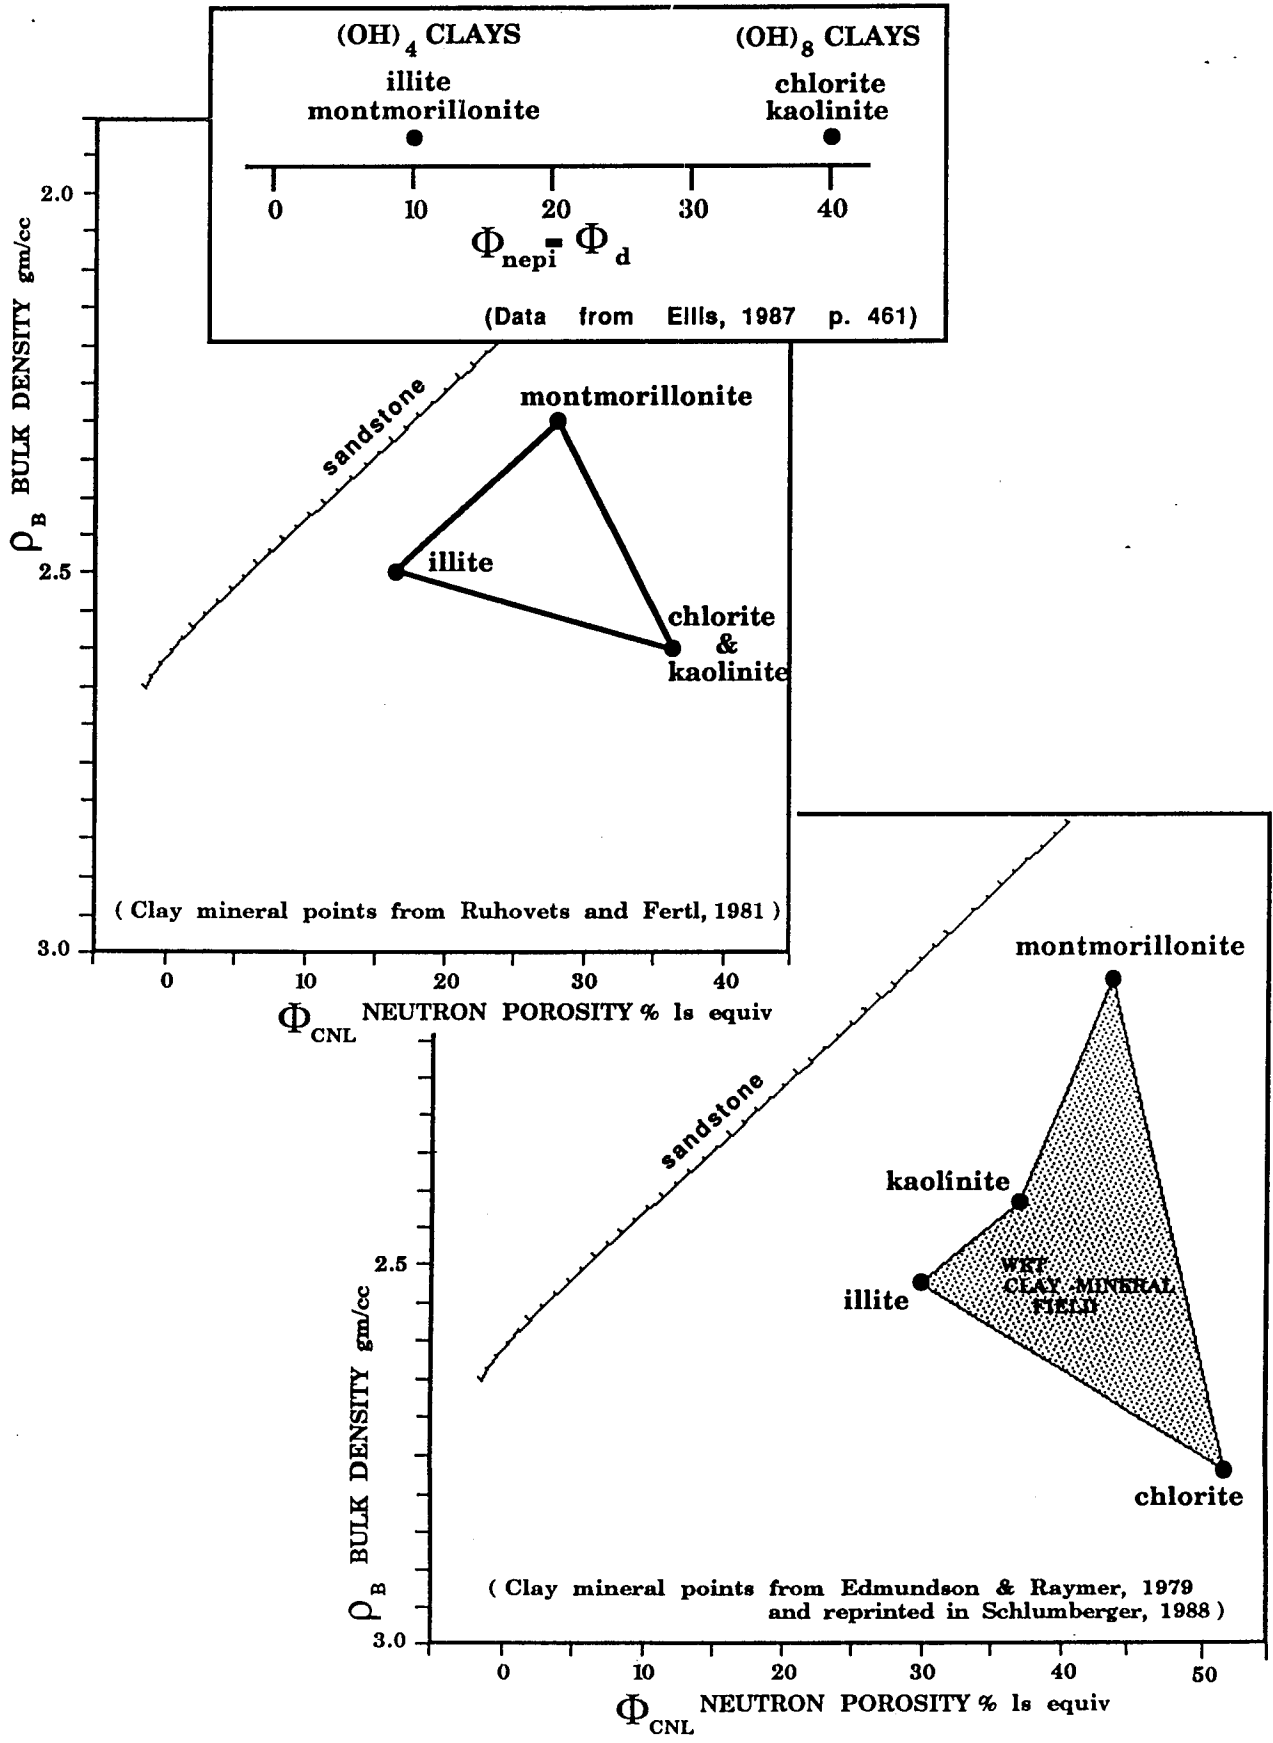 (OH)4 CLAYS
(OH)8 CLAYS
illite
montmorillonite
chlorite
kaolinite
0 10 20 30 40
Φnepi - Φd
(Data from Ellis, 1987 p. 461)
2.0
2.5
3.0
ρB BULK DENSITY gm/cc
sandstone
montmorillonite
illite
chlorite
&
kaolinite
(Clay mineral points from Ruhovets and Fertl, 1981)
0 10 20 30 40
ΦCNL NEUTRON POROSITY % ls equiv
2.5
3.0
ρB BULK DENSITY gm/cc
sandstone
montmorillonite
kaolinite
illite
WET
CLAY MINERAL
FIELD
chlorite
(Clay mineral points from Edmundson & Raymer, 1979
and reprinted in Schlumberger, 1988)
0 10 20 30 40 50
ΦCNL NEUTRON POROSITY % ls equiv